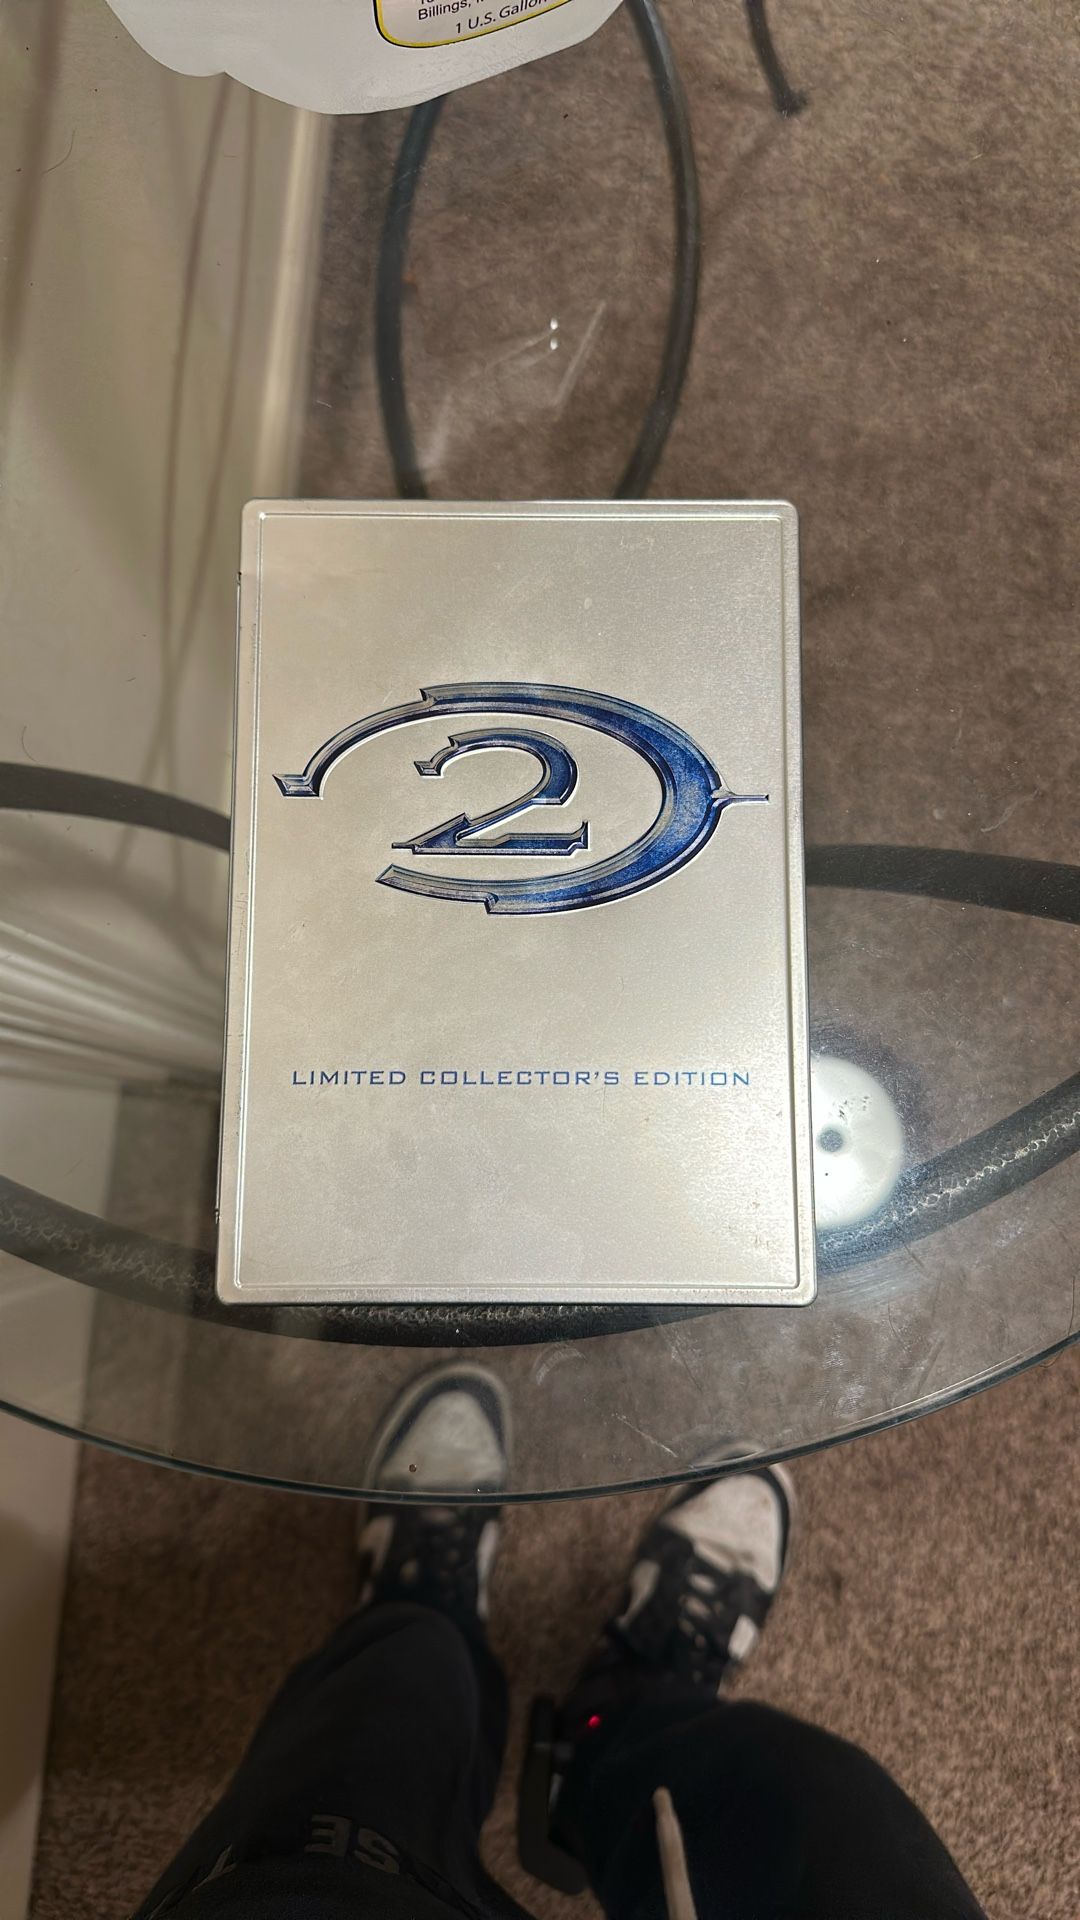 Billings,
1 U.S. Gallon
2
LIMITED COLLECTOR'S EDITION